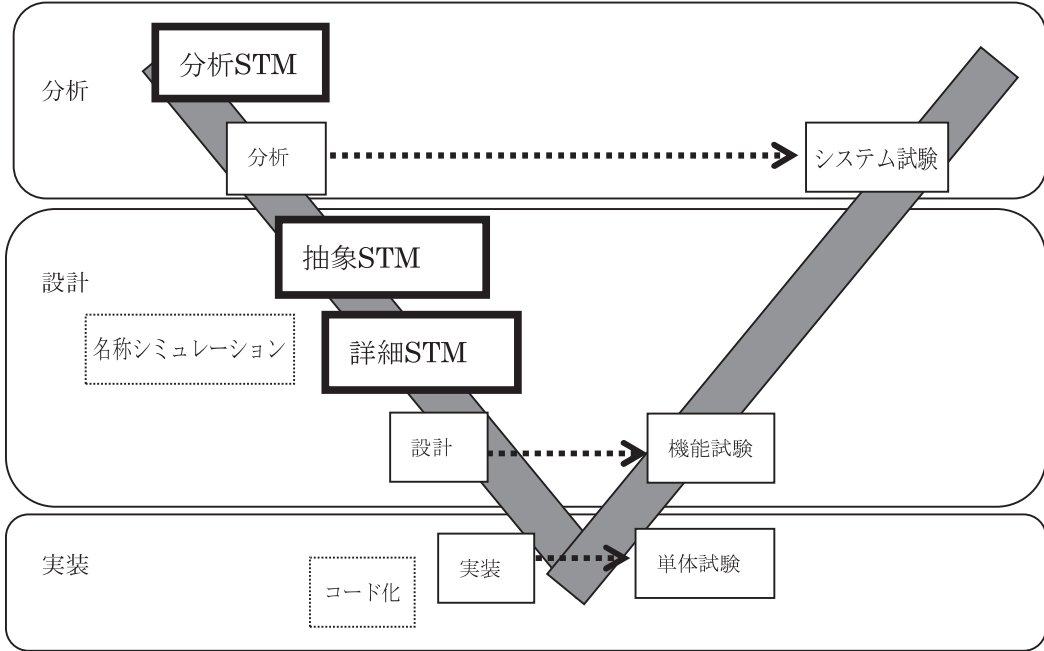 分析STM
分析
分析
システム試験
抽象STM
設計
名称シミュレーション
詳細STM
設計
機能試験
実装
実装
単体試験
コード化